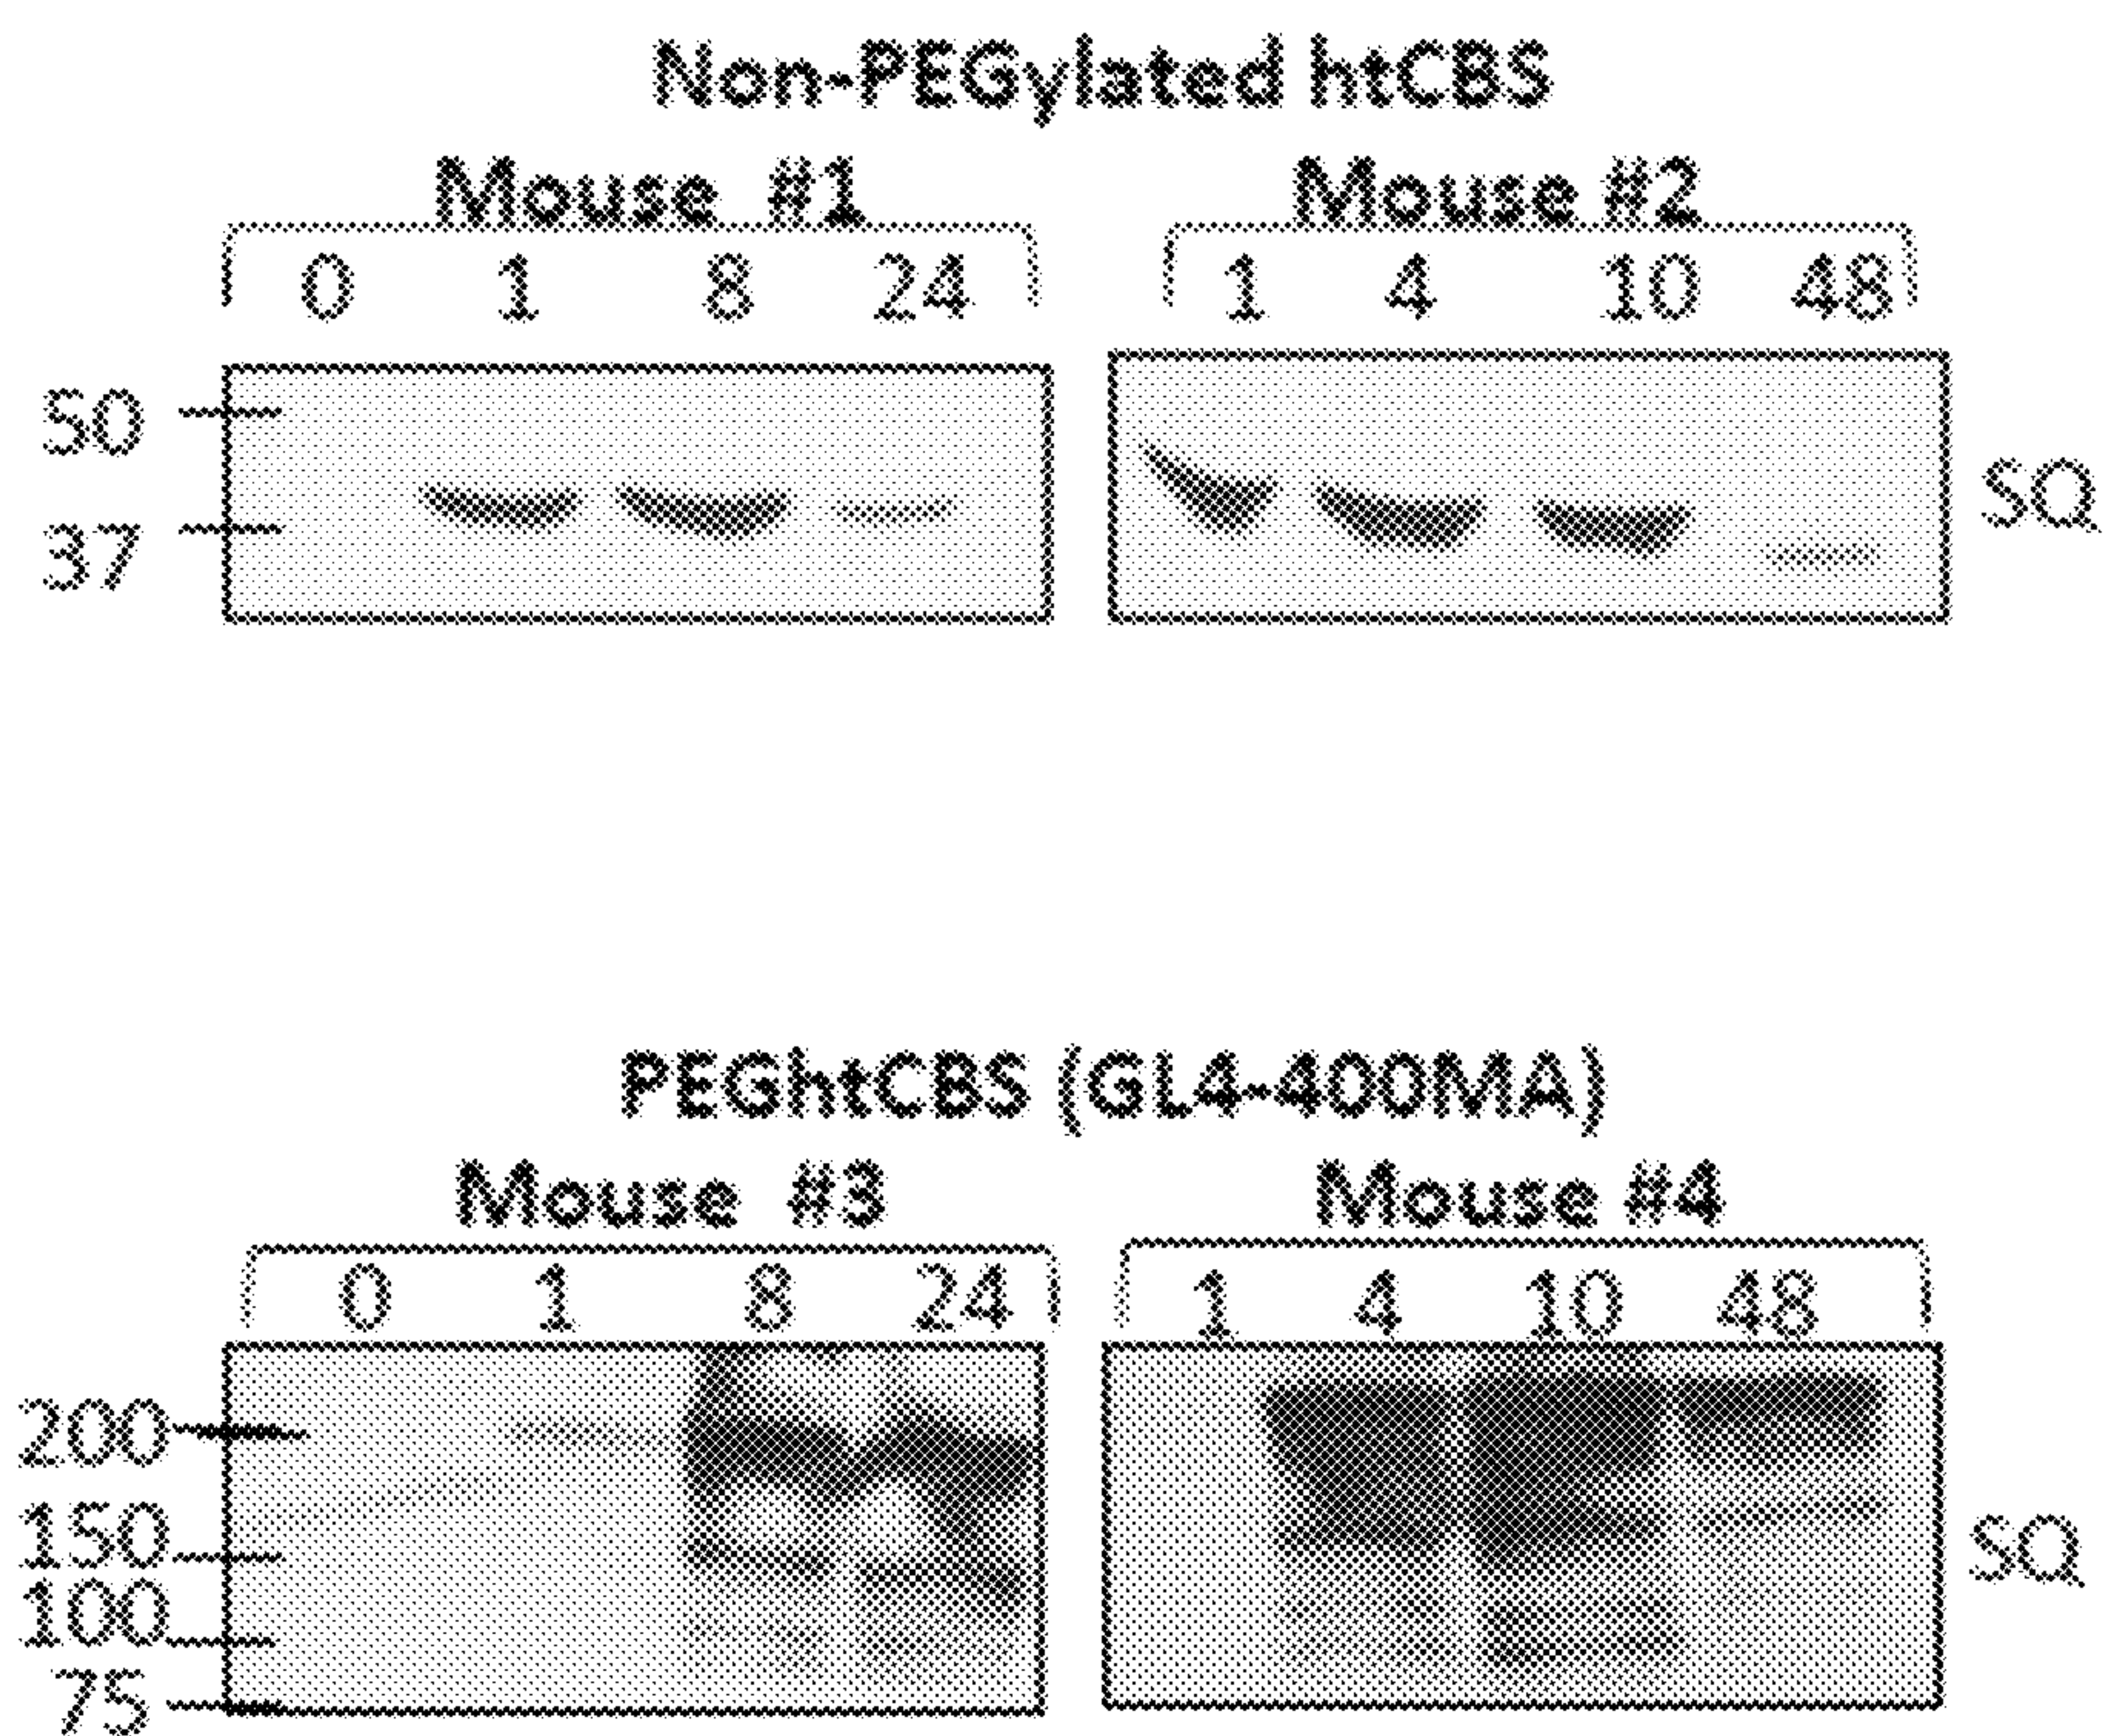 Non-PEGylated htCBS
Mouse #1 Mouse #2
0 1 8 24 1 4 10 48
50
SQ
37
PEGhtCBS (GL4-400MA)
Mouse #3 Mouse #4
0 1 8 24 1 4 10 48
200
150
SQ
100
75